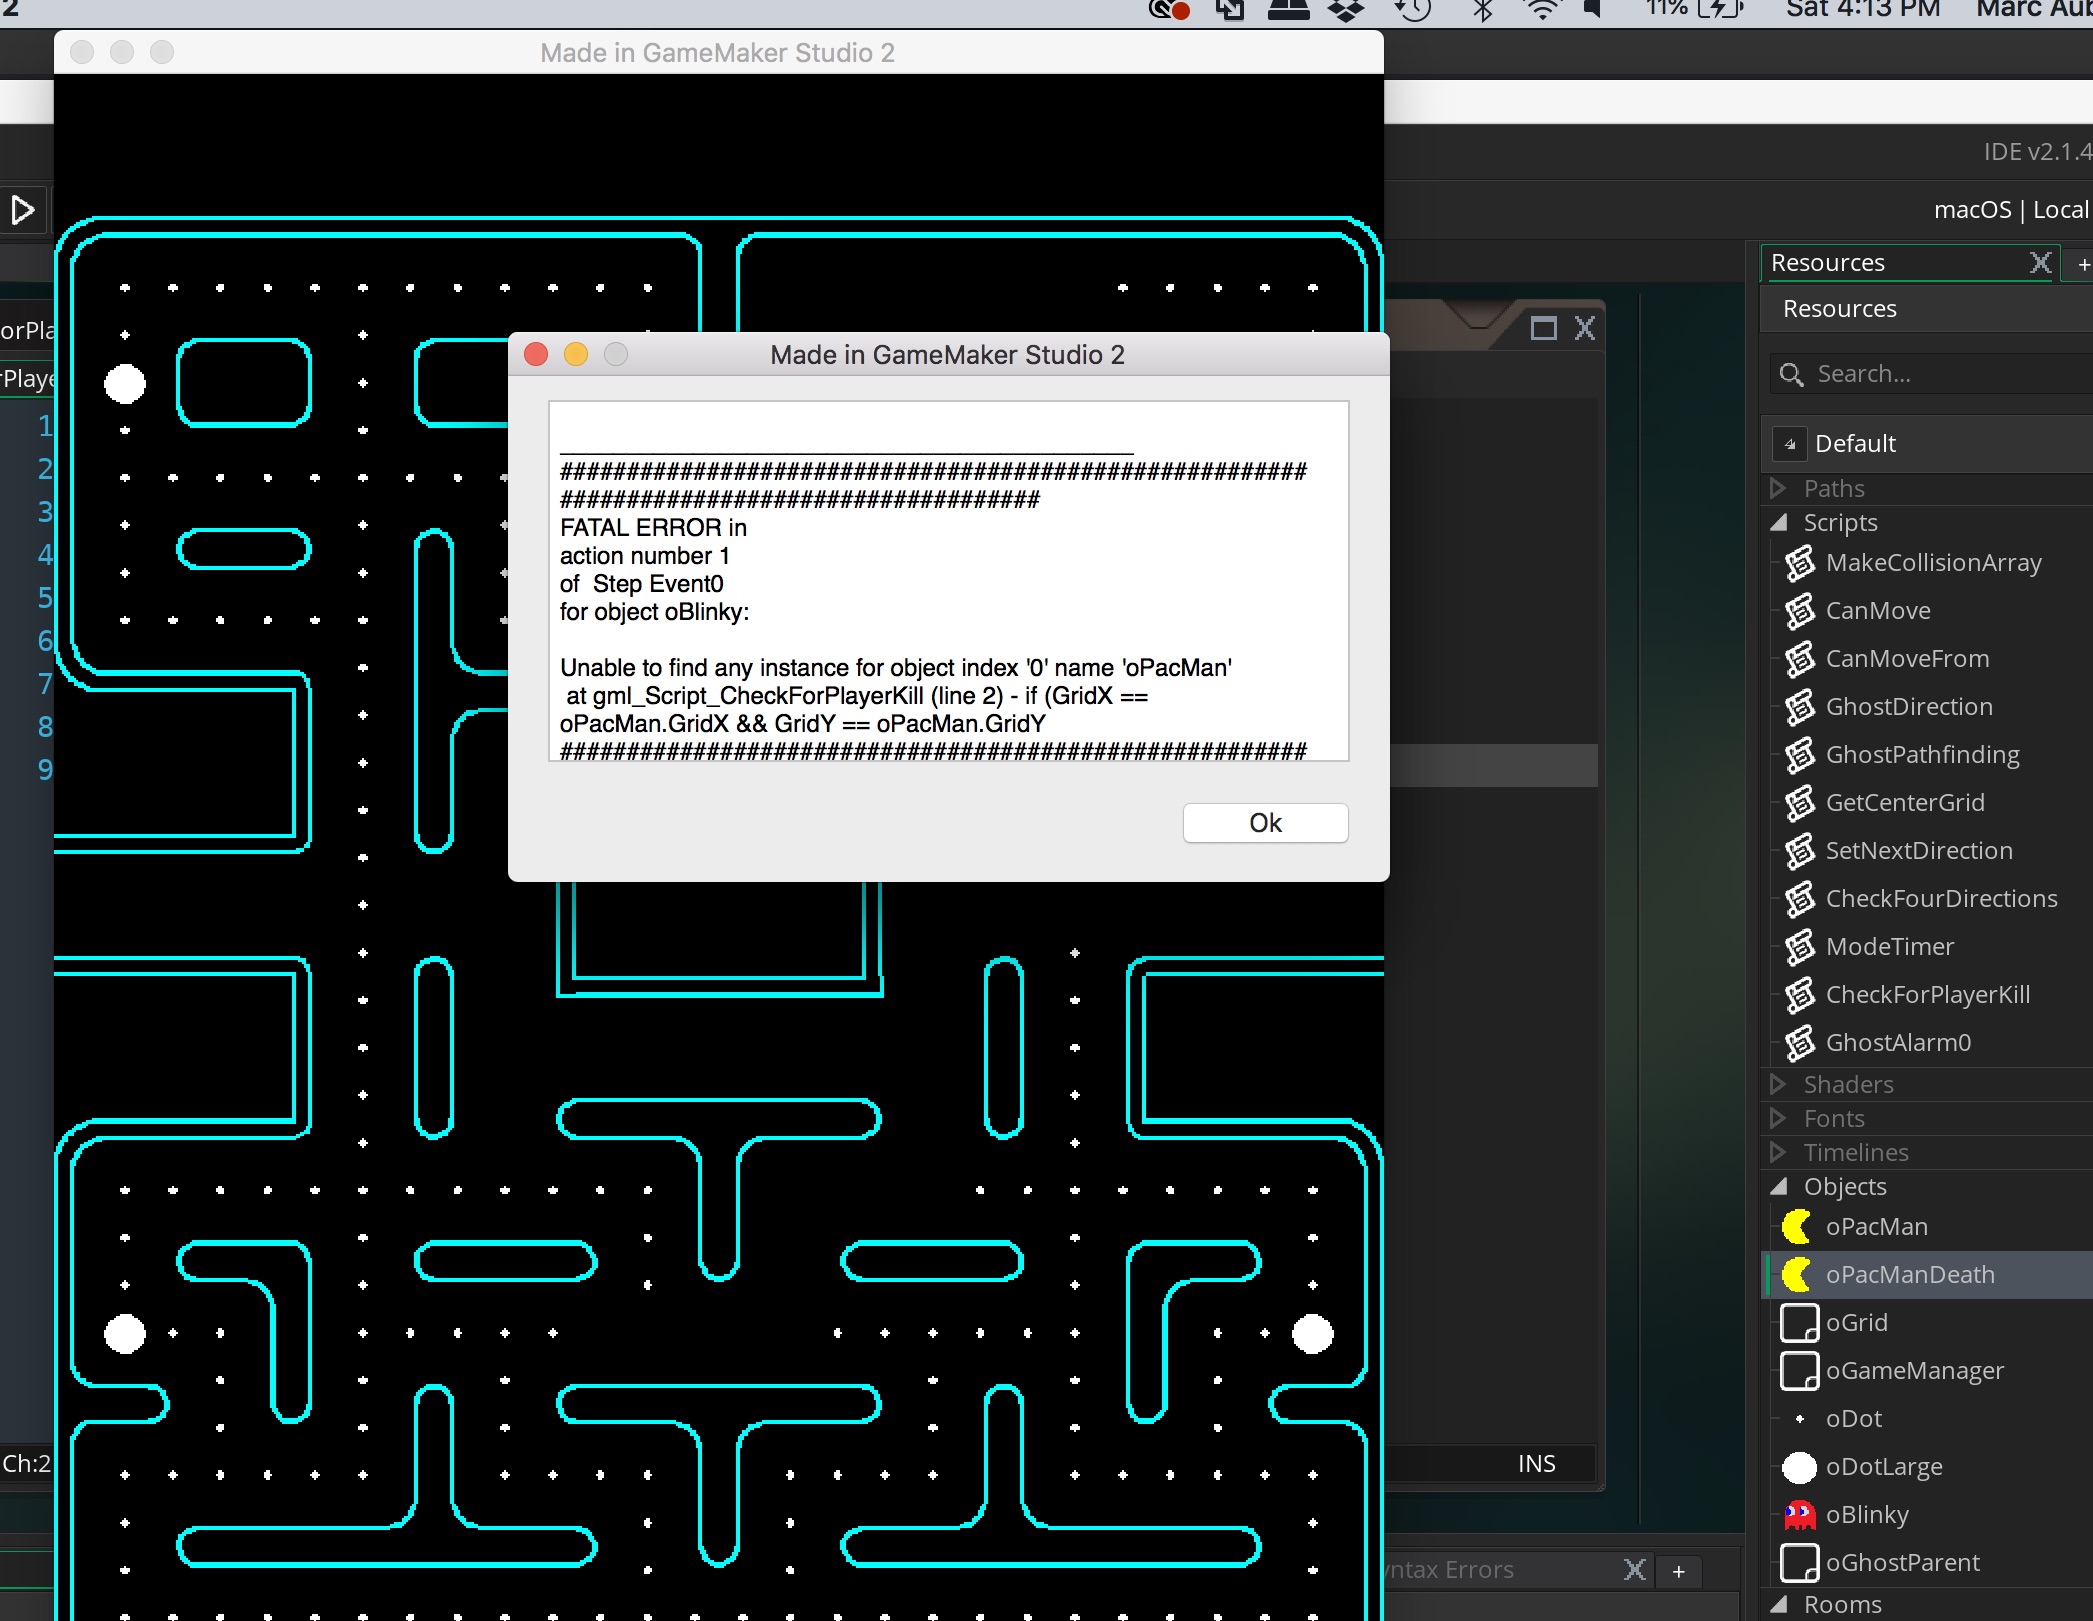 2
11%
Sat 4:13 PM
Marc Aub
Made in GameMaker Studio 2
IDE v2.1.4
macOS | Local
Resources
+
orPla
rPlaye
Resources
Search...
Default
1
2
3
4
5
6
7
8
9
Made in GameMaker Studio 2
____________________________________________
########################################################
####################################
FATAL ERROR in
action number 1
of  Step Event0
for object oBlinky:
Unable to find any instance for object index '0' name 'oPacMan'
 at gml_Script_CheckForPlayerKill (line 2) - if (GridX ==
oPacMan.GridX && GridY == oPacMan.GridY
########################################################
Ok
Paths
Scripts
MakeCollisionArray
CanMove
CanMoveFrom
GhostDirection
GhostPathfinding
GetCenterGrid
SetNextDirection
CheckFourDirections
ModeTimer
CheckForPlayerKill
GhostAlarm0
Shaders
Fonts
Timelines
Objects
oPacMan
oPacManDeath
oGrid
oGameManager
oDot
oDotLarge
oBlinky
oGhostParent
Rooms
Ch:2
INS
yntax Errors
+